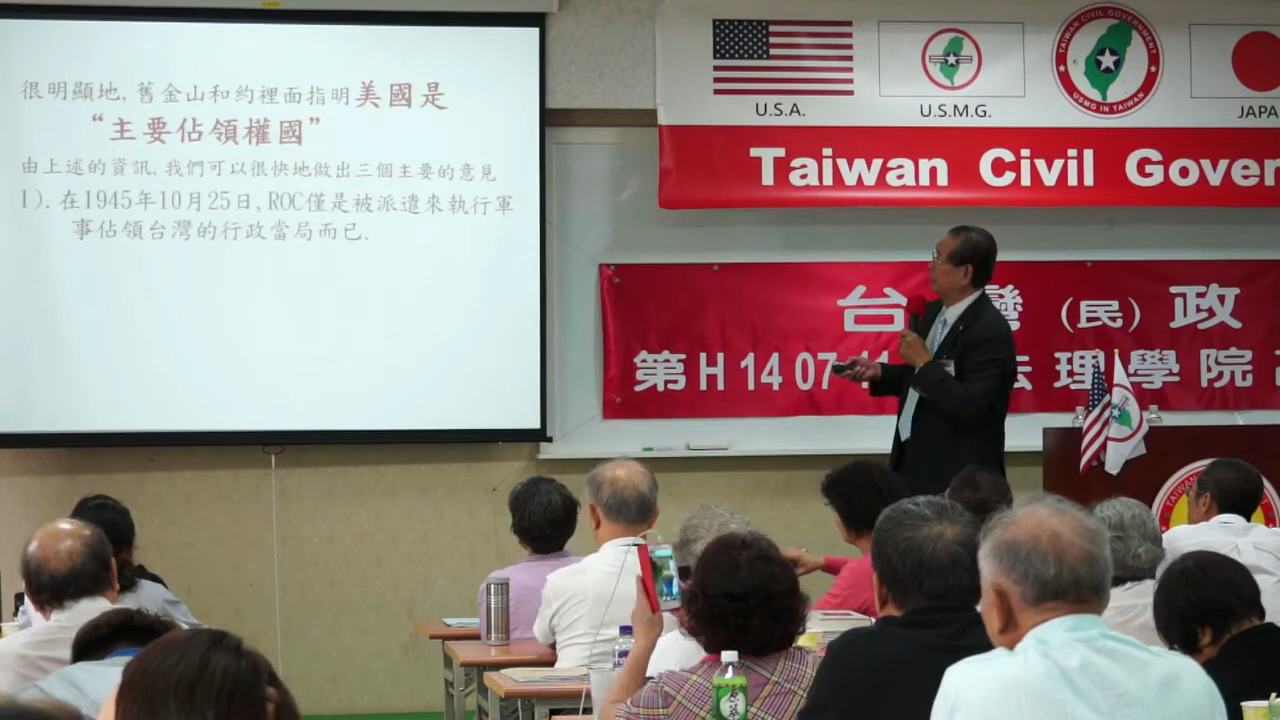 很明顯地, 舊金山和約裡面指明美國是
“主要佔領權國”
由上述的資訊, 我們可以很快地做出三個主要的意見
1). 在1945年10月25日, ROC僅是被派遣來執行軍
事佔領台灣的行政當局而已.
U.S.A.
U.S.M.G.
TAIWAN CIVIL GOVERNMENT
USMG IN TAIWAN
JAPA
Taiwan Civil Gover
台灣 (民) 政
第H 14 07 法理學院
TAIWAN